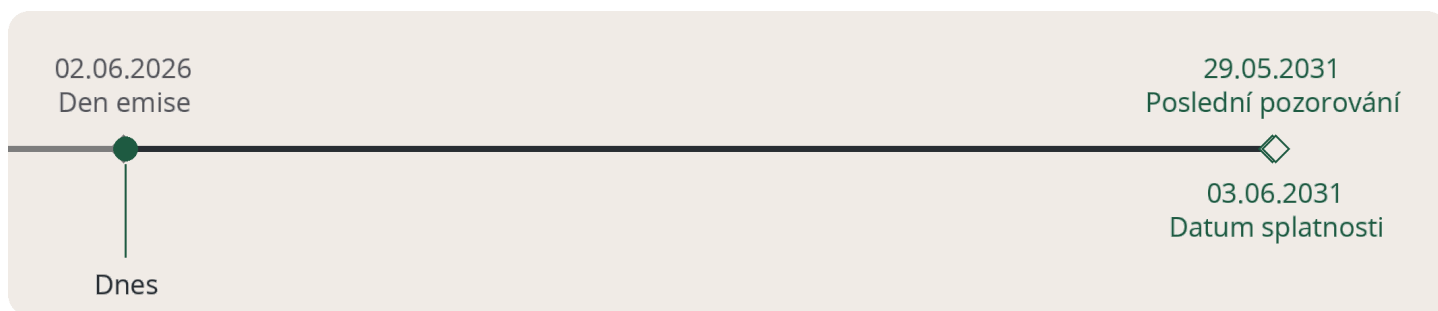 02.06.2026
Den emise
29.05.2031
Poslední pozorování
03.06.2031
Datum splatnosti
Dnes